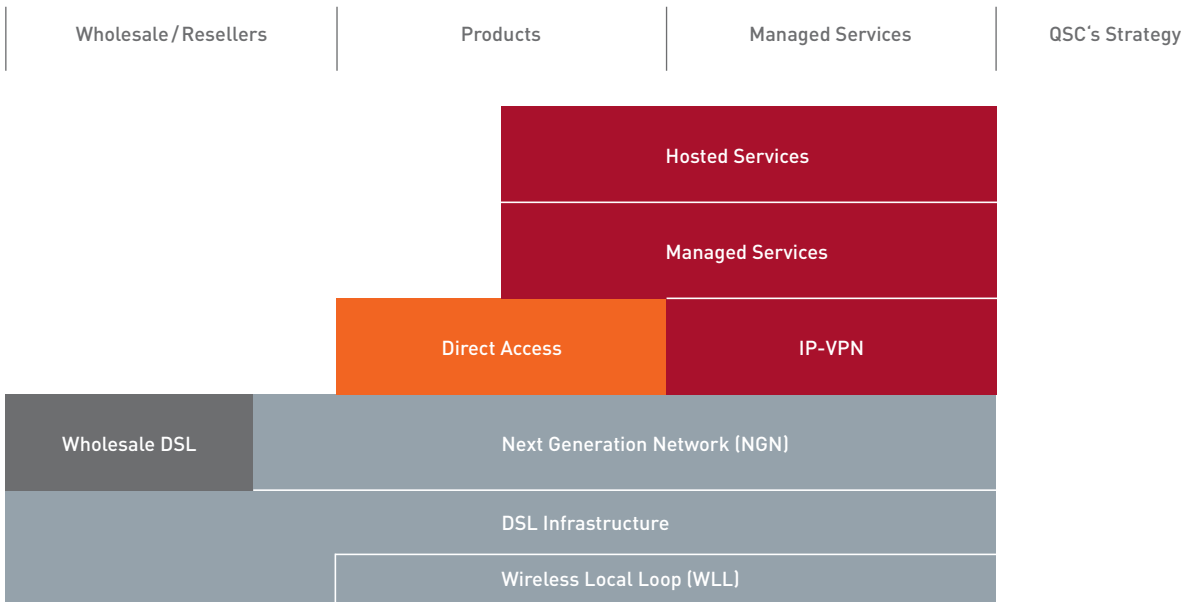 Wholesale/Resellers
Products
Managed Services
QSC‘s Strategy
Hosted Services
Managed Services
Direct Access
IP-VPN
Wholesale DSL
Next Generation Network (NGN)
DSL Infrastructure
Wireless Local Loop (WLL)